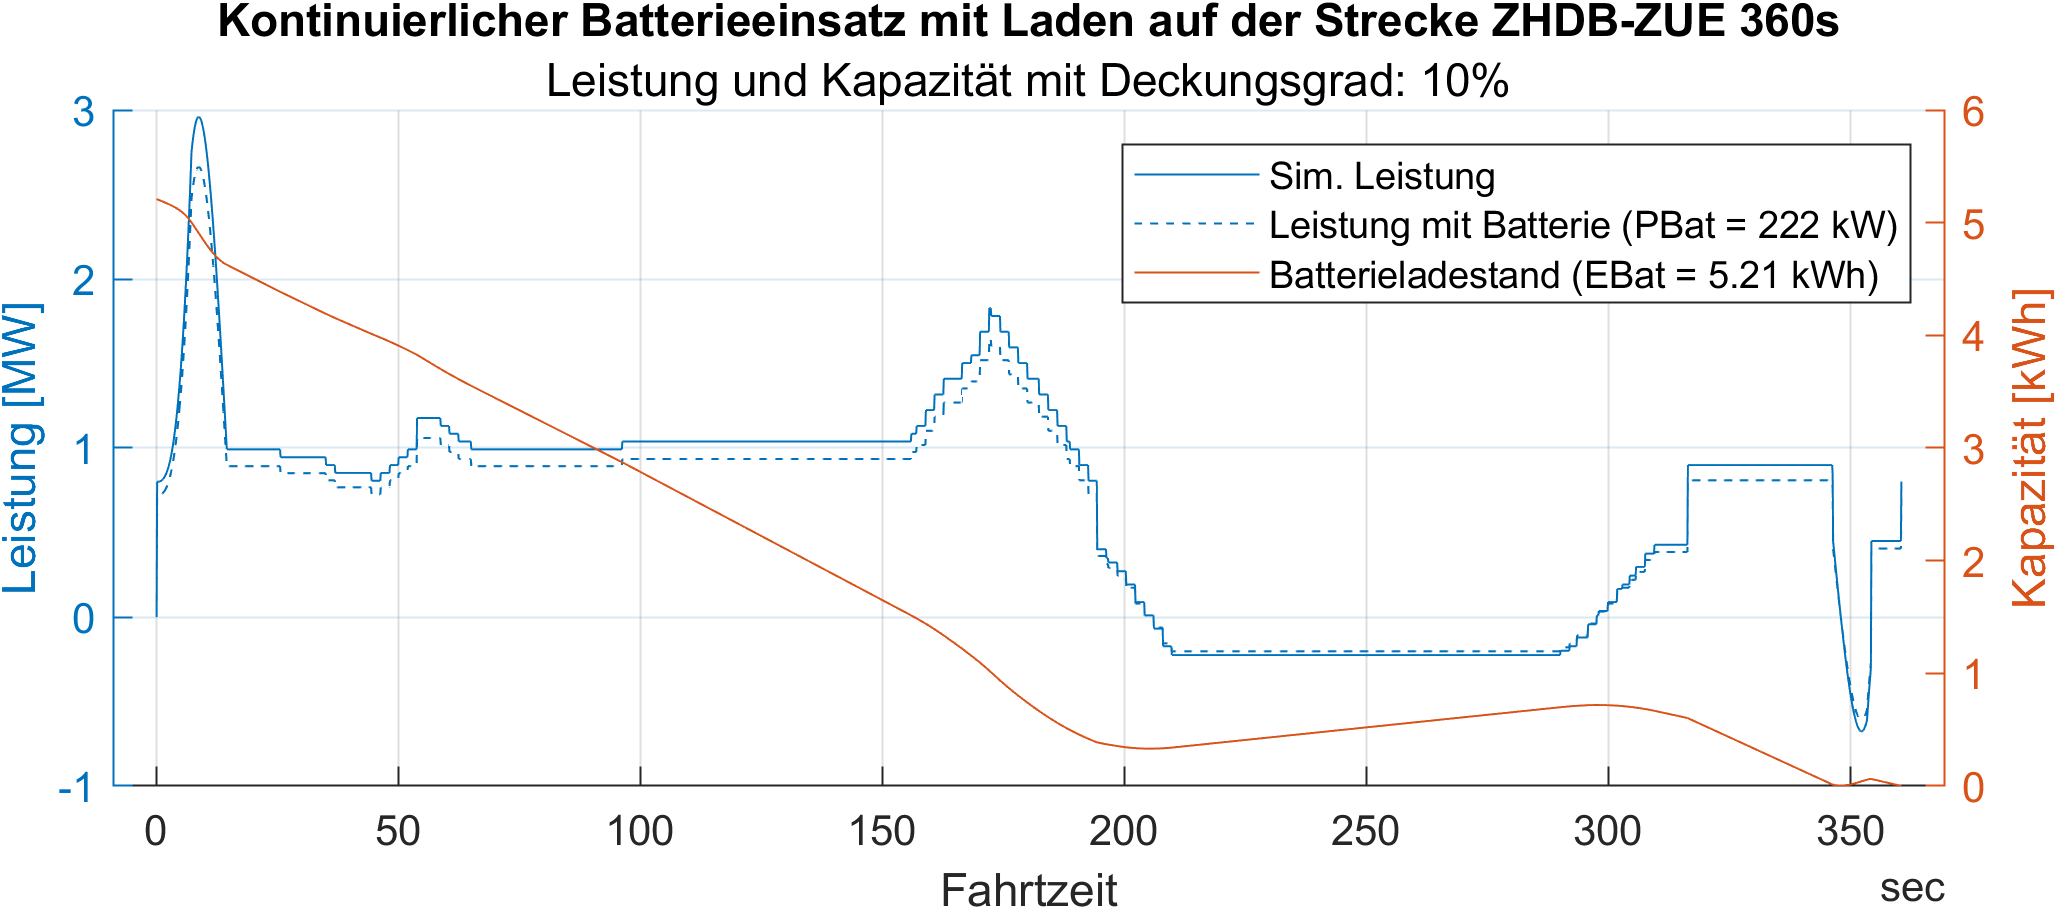 Kontinuierlicher Batterieeinsatz mit Laden auf der Strecke ZHDB-ZUE 360s
Leistung und Kapazität mit Deckungsgrad: 10%
3
2
1
0
-1
Leistung [MW]
Sim. Leistung
Leistung mit Batterie (PBat = 222 kW)
Batterieladestand (EBat = 5.21 kWh)
6
5
4
3
2
1
0
Kapazität [kWh]
0 50 100 150 200 250 300 350
Fahrtzeit
sec